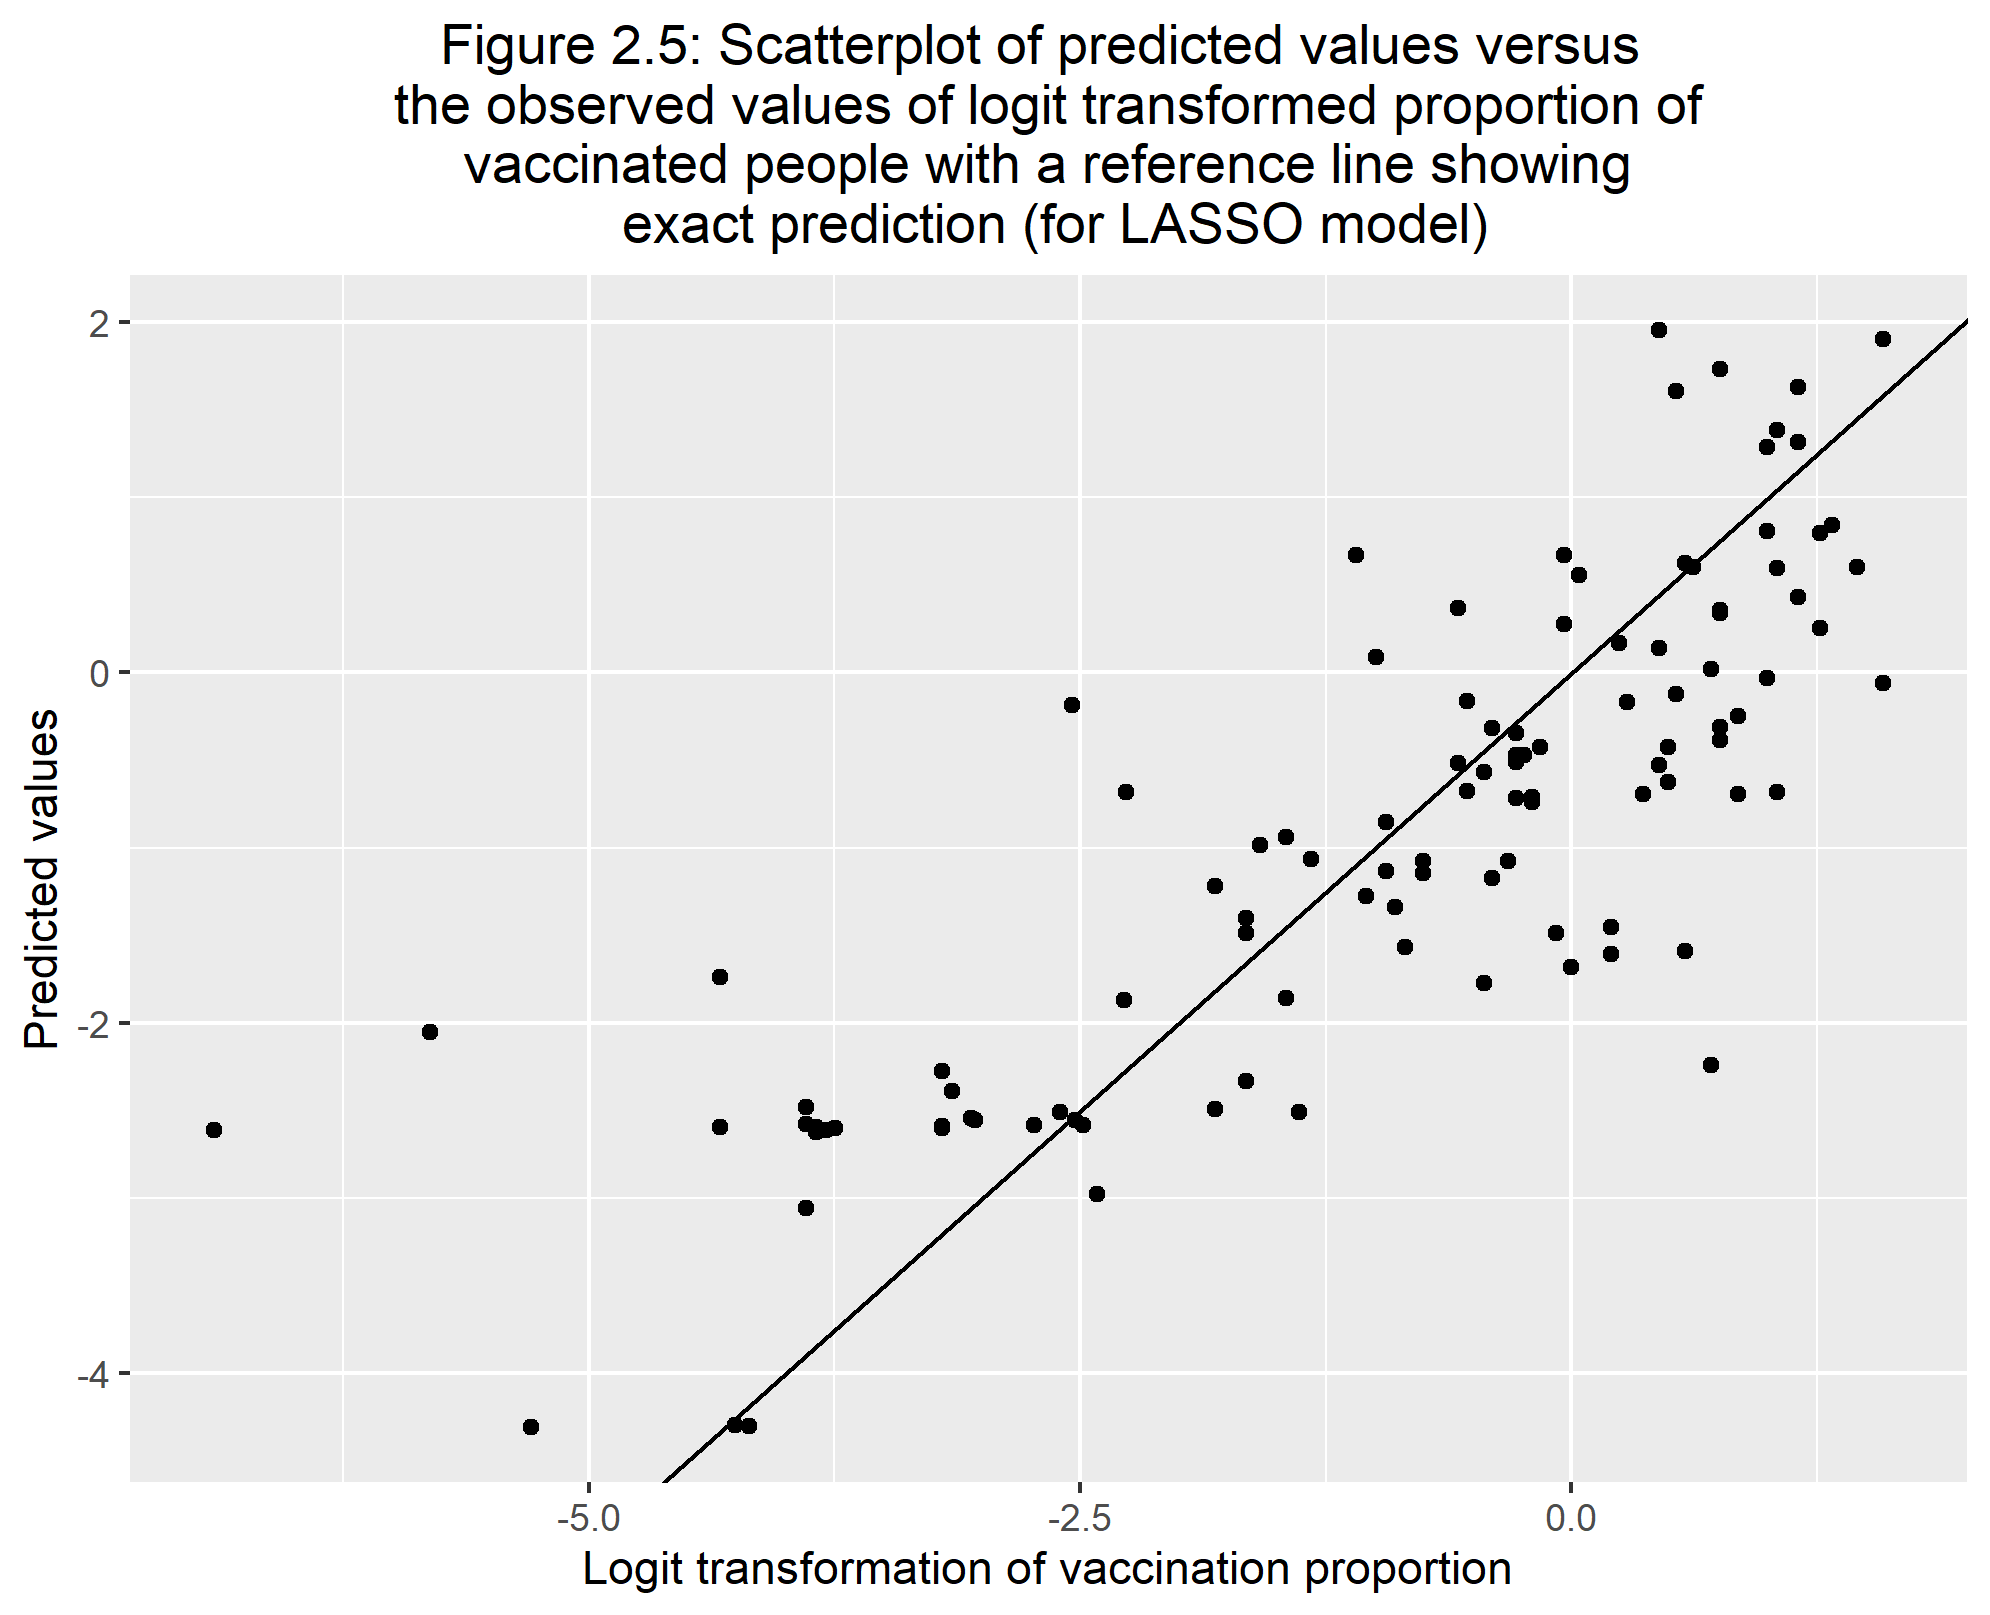 Figure 2.5: Scatterplot of predicted values versus
the observed values of logit transformed proportion of
vaccinated people with a reference line showing
exact prediction (for LASSO model)
2
0
-2
-4
Predicted values
-5.0
-2.5
0.0
Logit transformation of vaccination proportion